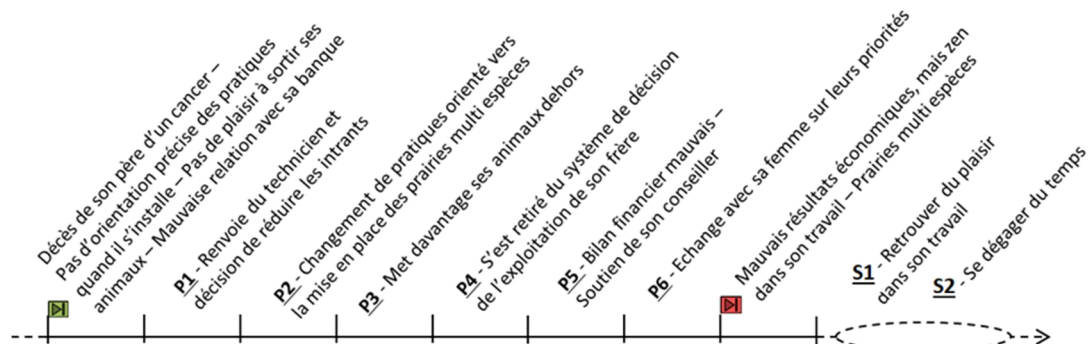 Décès de son père d'un cancer –
Pas d'orientation précise des pratiques
quand il s'installe – Pas de plaisir à sortir ses
animaux – Mauvaise relation avec sa banque
P1 - Renvoie du technicien et
décision de réduire les intrants
P2 - Changement de pratiques orienté vers
la mise en place des prairies multi espèces
P3 - Met davantage ses animaux dehors
P4 - S'est retiré du système de décision
de l'exploitation de son frère
P5 - Bilan financier mauvais –
Soutien de son conseiller
P6 - Echange avec sa femme sur leurs priorités
Mauvais résultats économiques, mais zen
dans son travail – Prairies multi espèces
S1 - Retrouver du plaisir
dans son travail
S2 - Se dégager du temps